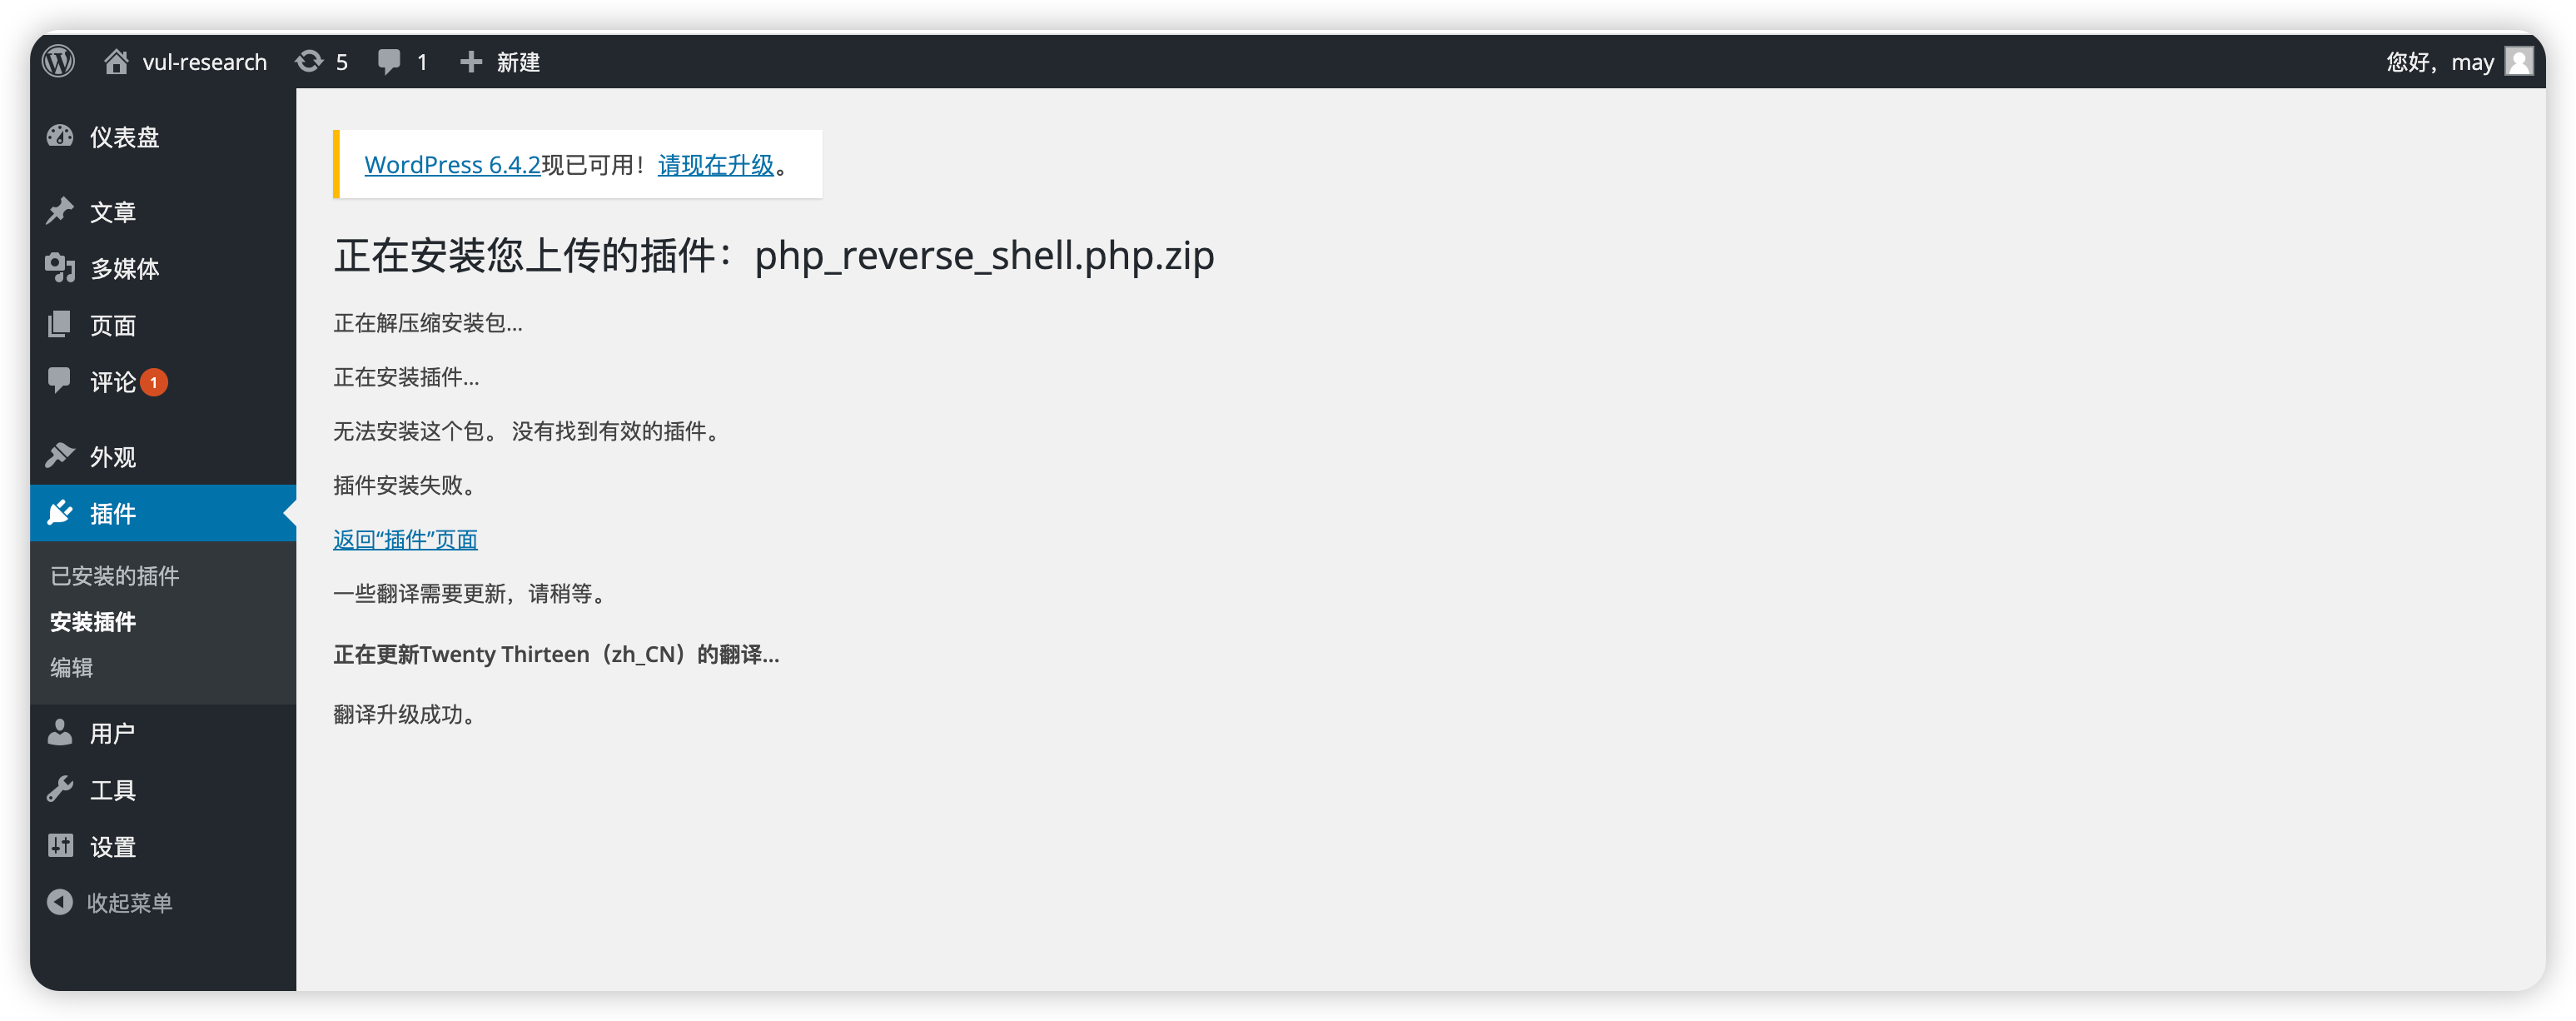 vul-research 5 1 新建 您好，may
仪表盘
文章
多媒体
页面
评论 1
外观
插件
已安装的插件
安装插件
编辑
用户
工具
设置
收起菜单
WordPress 6.4.2现已可用！请现在升级。
正在安装您上传的插件：php_reverse_shell.php.zip
正在解压缩安装包…
正在安装插件…
无法安装这个包。 没有找到有效的插件。
插件安装失败。
返回“插件”页面
一些翻译需要更新，请稍等。
正在更新Twenty Thirteen（zh_CN）的翻译…
翻译升级成功。